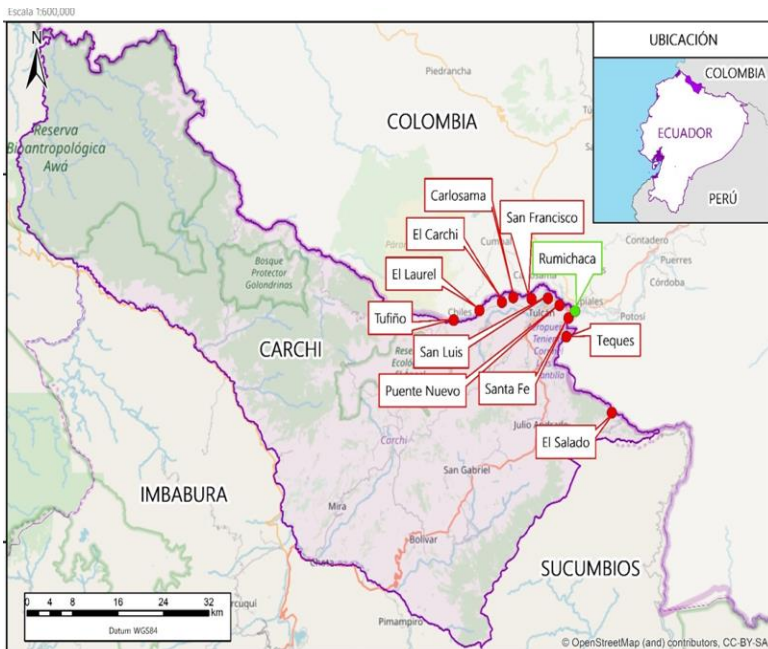 Escala 1:600,000
N
UBICACIÓN
COLOMBIA
ECUADOR
PERÚ
Piedrancha
COLOMBIA
Reserva
Bioantropológica
Awá
Carlosama
San Francisco
El Carchi
Rumichaca
Contadero
Puerres
Córdoba
Potosí
El Laurel
Bosque
Protector
Golondrinas
Chiles
Tulcán
Tufiño
CARCHI
San Luis
Teques
Puente Nuevo
Santa Fe
El Salado
Carchi
San Gabriel
IMBABURA
Mira
Bolívar
SUCUMBIOS
Pimampiro
0 4 8 16 24 32
km
Datum WGS84
© OpenStreetMap (and) contributors, CC-BY-SA